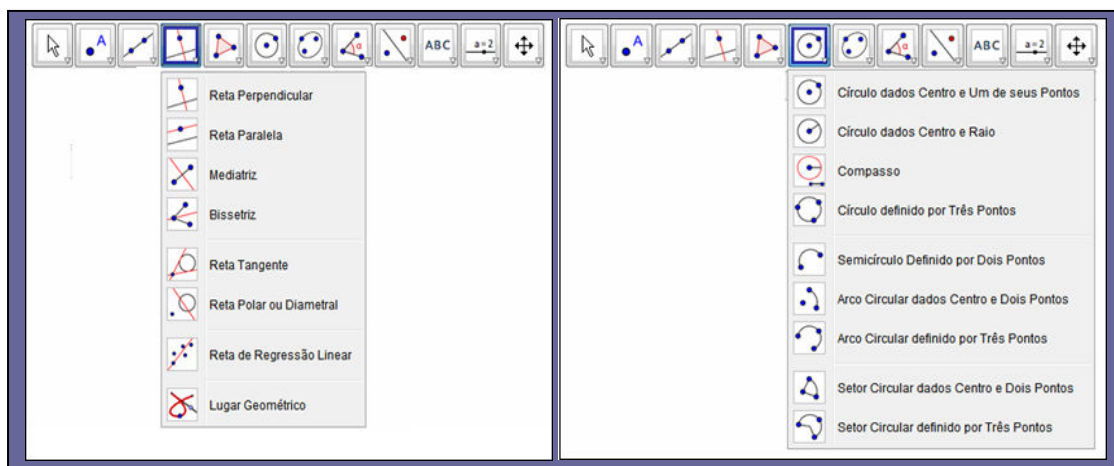 A
α
ABC
a=2
Reta Perpendicular
Reta Paralela
Mediatriz
Bissetriz
Reta Tangente
Reta Polar ou Diametral
Reta de Regressão Linear
Lugar Geométrico
A
α
ABC
a=2
Círculo dados Centro e Um de seus Pontos
Círculo dados Centro e Raio
Compasso
Círculo definido por Três Pontos
Semicírculo Definido por Dois Pontos
Arco Circular dados Centro e Dois Pontos
Arco Circular definido por Três Pontos
Setor Circular dados Centro e Dois Pontos
Setor Circular definido por Três Pontos